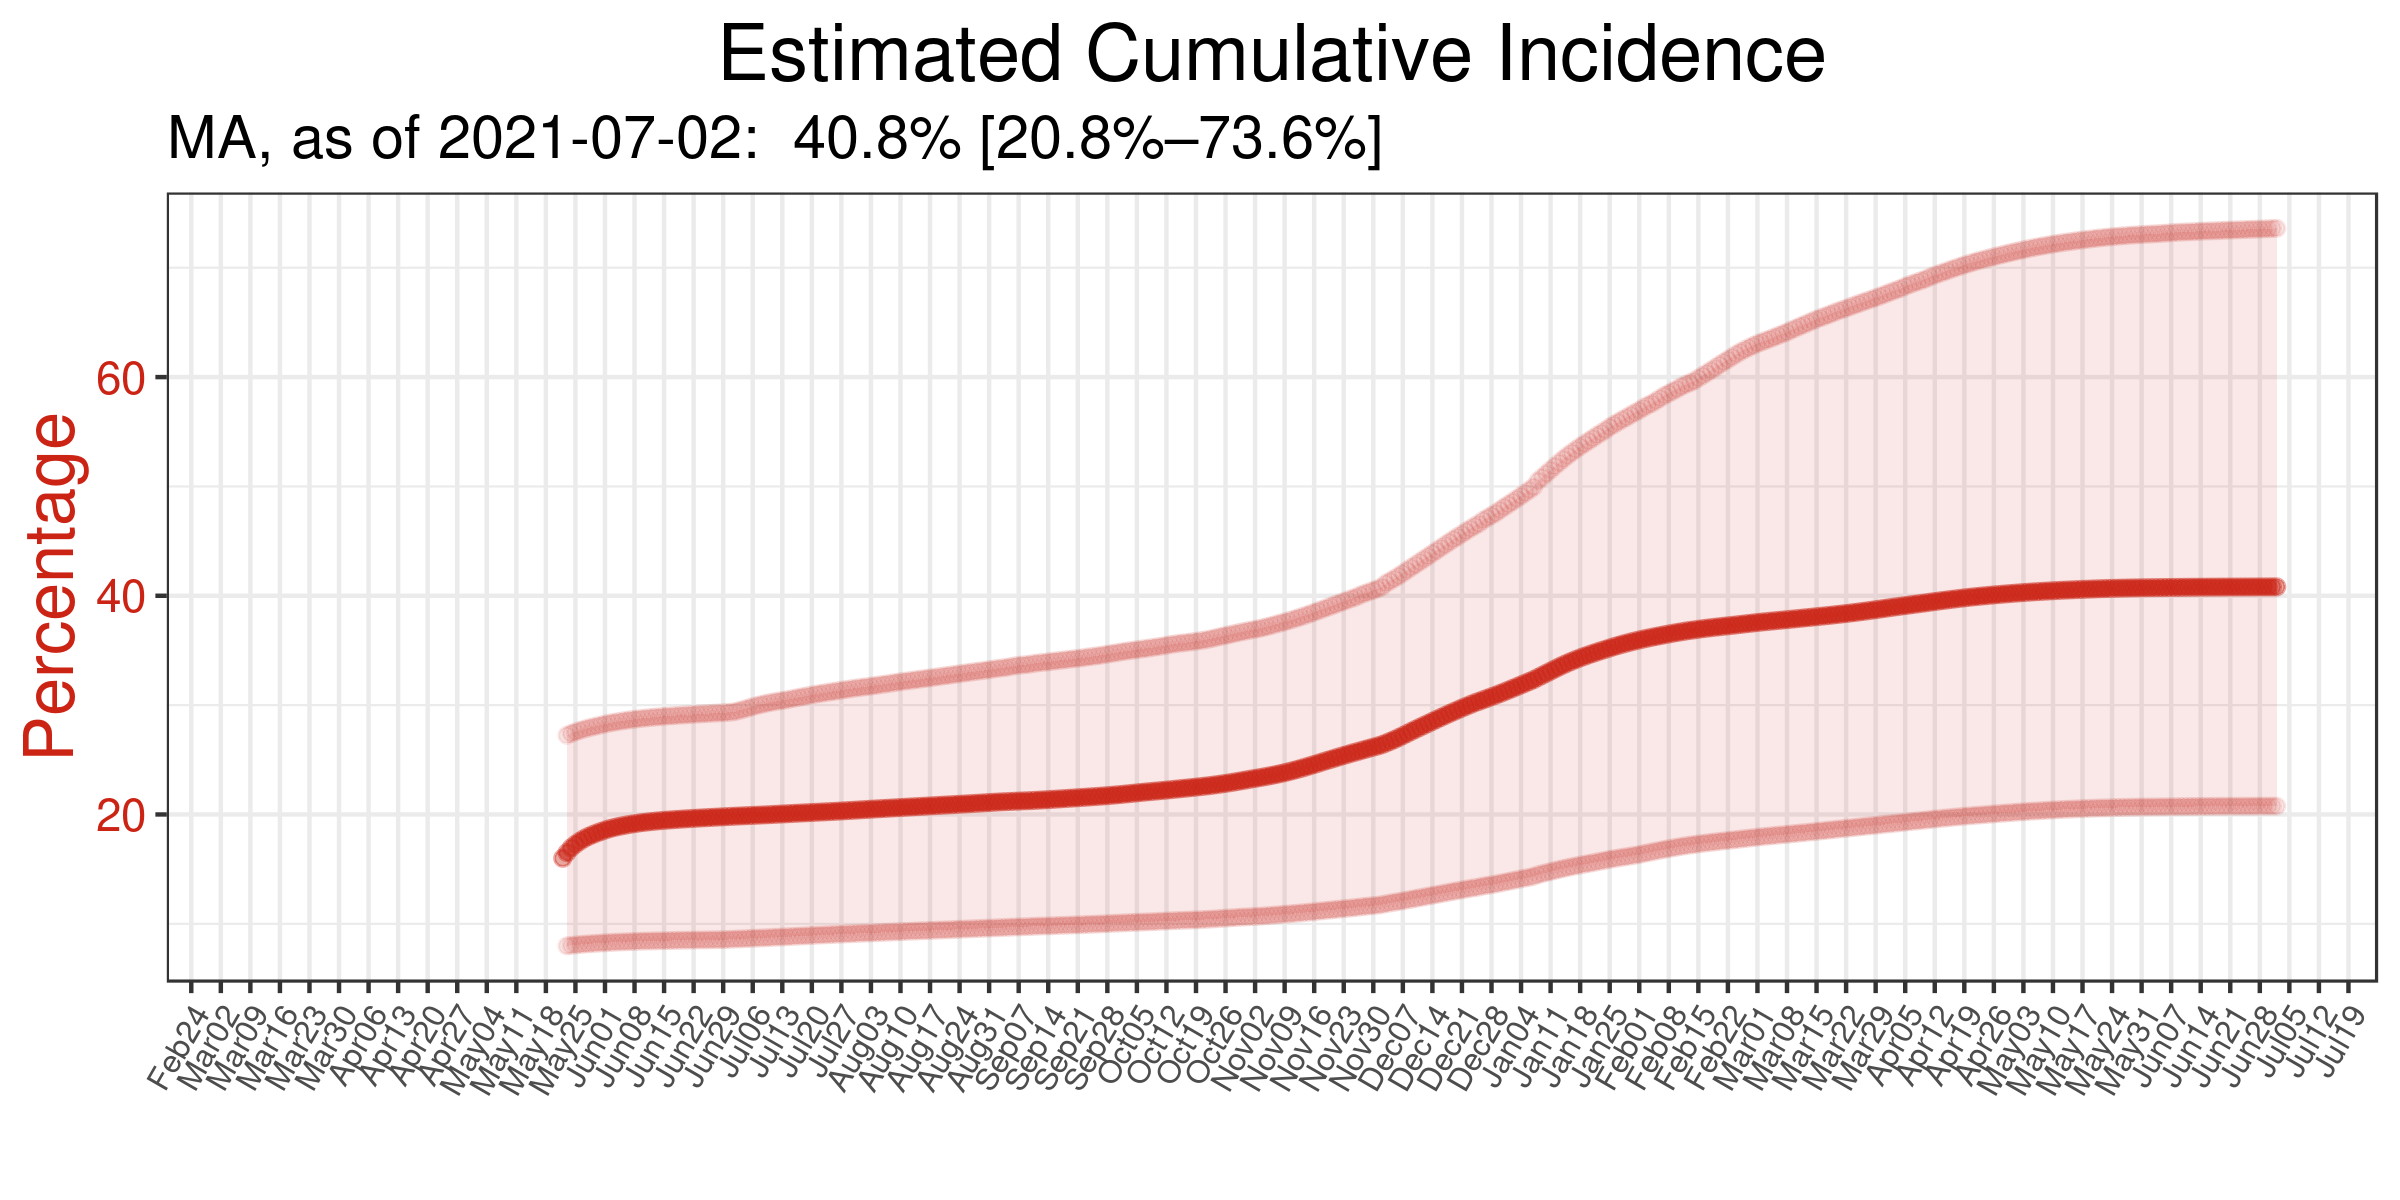 Estimated Cumulative Incidence
MA, as of 2021-07-02:  40.8% [20.8%–73.6%]
Percentage
60
40
20
Feb24
Mar02
Mar09
Mar16
Mar23
Mar30
Apr06
Apr13
Apr20
Apr27
May04
May11
May18
May25
Jun01
Jun08
Jun15
Jun22
Jun29
Jul06
Jul13
Jul20
Jul27
Aug03
Aug10
Aug17
Aug24
Aug31
Sep07
Sep14
Sep21
Sep28
Oct05
Oct12
Oct19
Oct26
Nov02
Nov09
Nov16
Nov23
Nov30
Dec07
Dec14
Dec21
Dec28
Jan04
Jan11
Jan18
Jan25
Feb01
Feb08
Feb15
Feb22
Mar01
Mar08
Mar15
Mar22
Mar29
Apr05
Apr12
Apr19
Apr26
May03
May10
May17
May24
May31
Jun07
Jun14
Jun21
Jun28
Jul05
Jul12
Jul19